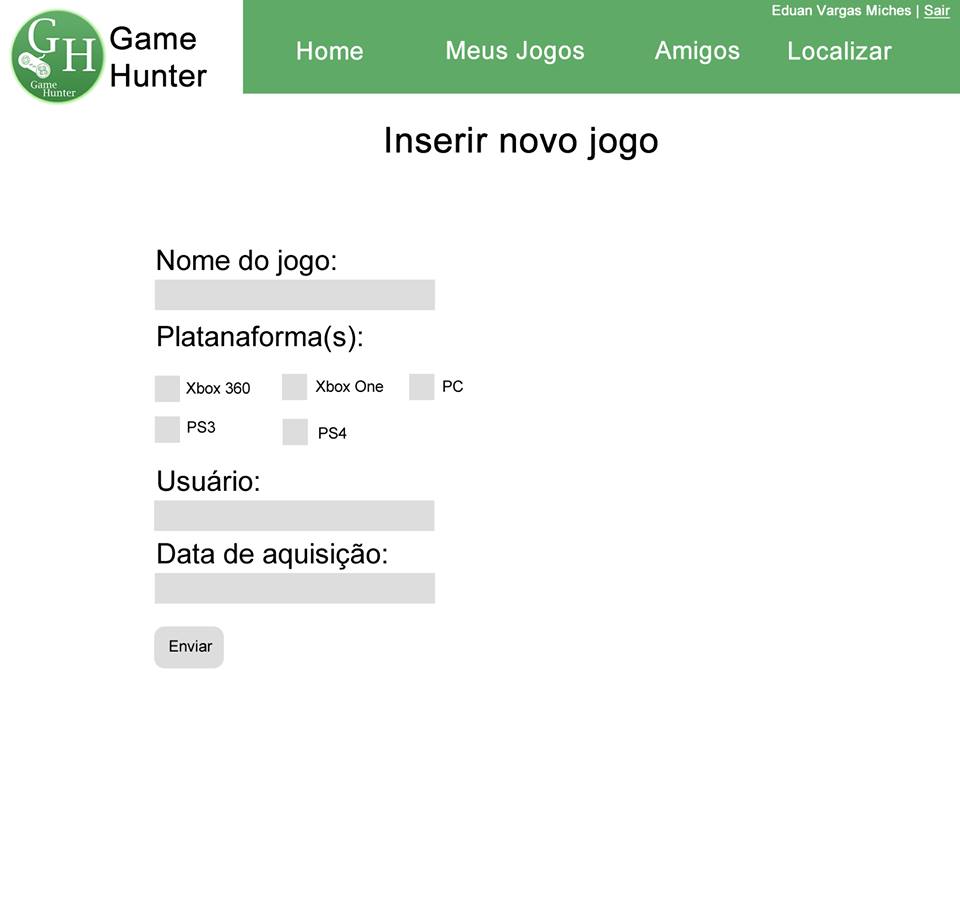 Eduan Vargas Miches | Sair
GH
Game
Hunter
Game
Hunter
Home Meus Jogos Amigos Localizar
Inserir novo jogo
Nome do jogo:
Platanaforma(s):
Xbox 360 Xbox One PC
PS3 PS4
Usuário:
Data de aquisição:
Enviar